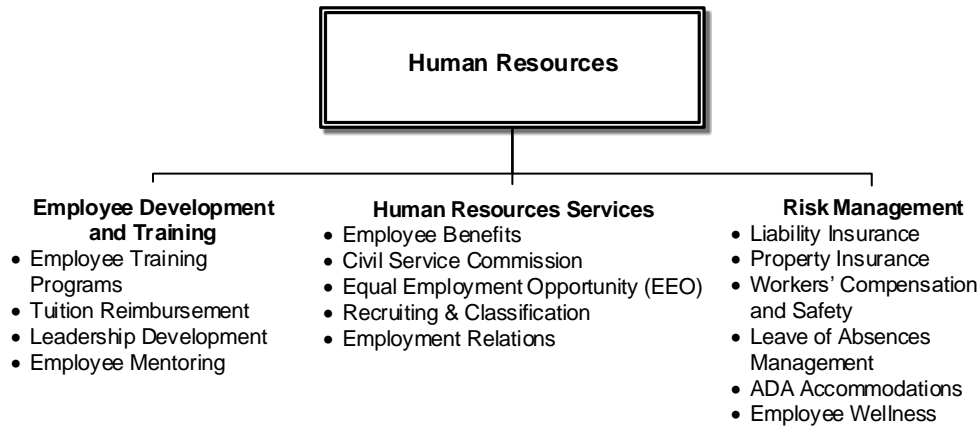 Human Resources
Employee Development
and Training
• Employee Training
Programs
• Tuition Reimbursement
• Leadership Development
• Employee Mentoring
Human Resources Services
• Employee Benefits
• Civil Service Commission
• Equal Employment Opportunity (EEO)
• Recruiting & Classification
• Employment Relations
Risk Management
• Liability Insurance
• Property Insurance
• Workers’ Compensation
and Safety
• Leave of Absences
Management
• ADA Accommodations
• Employee Wellness